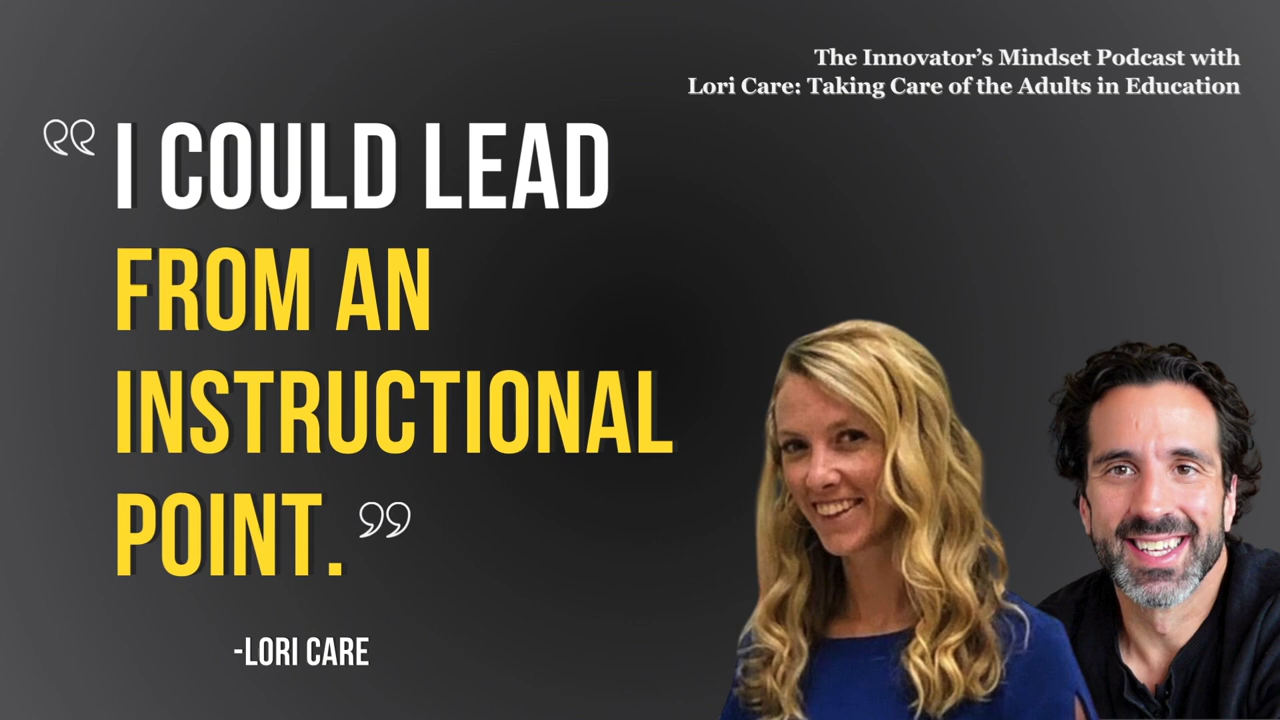 The Innovator’s Mindset Podcast with
Lori Care: Taking Care of the Adults in Education
“I COULD LEAD
FROM AN
INSTRUCTIONAL
POINT.”
-LORI CARE